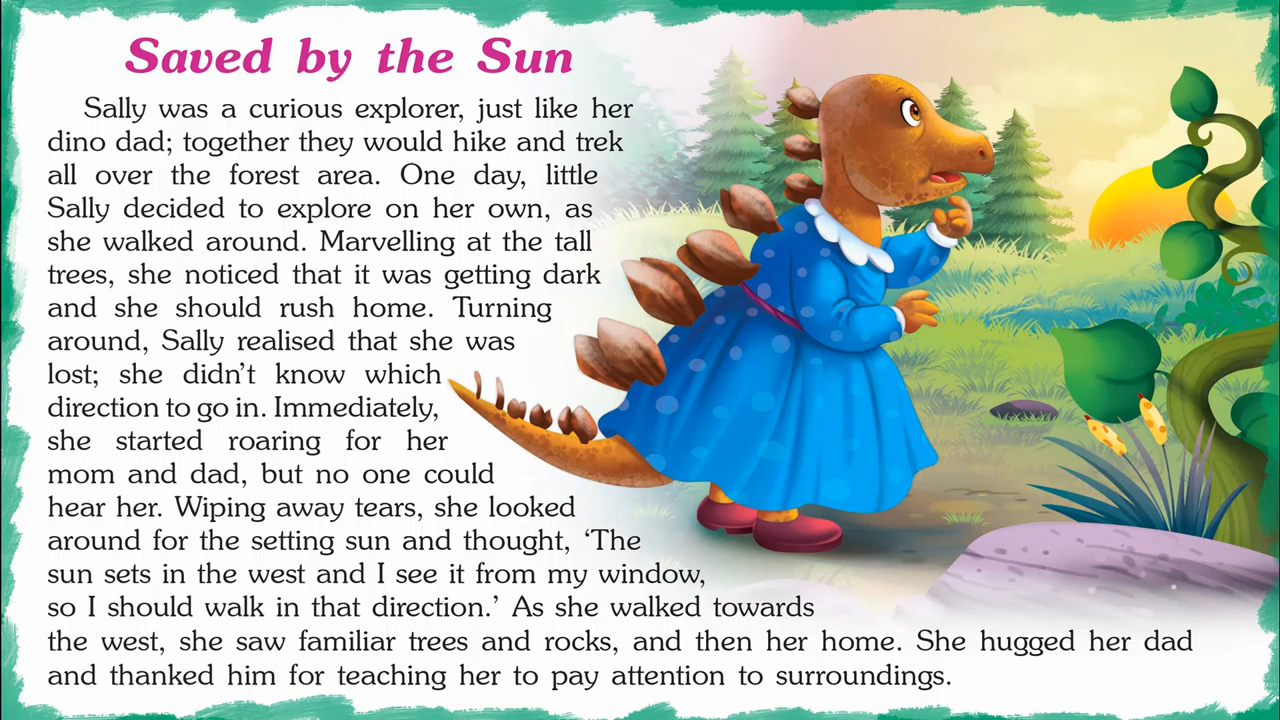 Saved by the Sun
Sally was a curious explorer, just like her
dino dad; together they would hike and trek
all over the forest area. One day, little
Sally decided to explore on her own, as
she walked around. Marvelling at the tall
trees, she noticed that it was getting dark
and she should rush home. Turning
around, Sally realised that she was
lost; she didn’t know which
direction to go in. Immediately,
she started roaring for her
mom and dad, but no one could
hear her. Wiping away tears, she looked
around for the setting sun and thought, ‘The
sun sets in the west and I see it from my window,
so I should walk in that direction.’ As she walked towards
the west, she saw familiar trees and rocks, and then her home. She hugged her dad
and thanked him for teaching her to pay attention to surroundings.